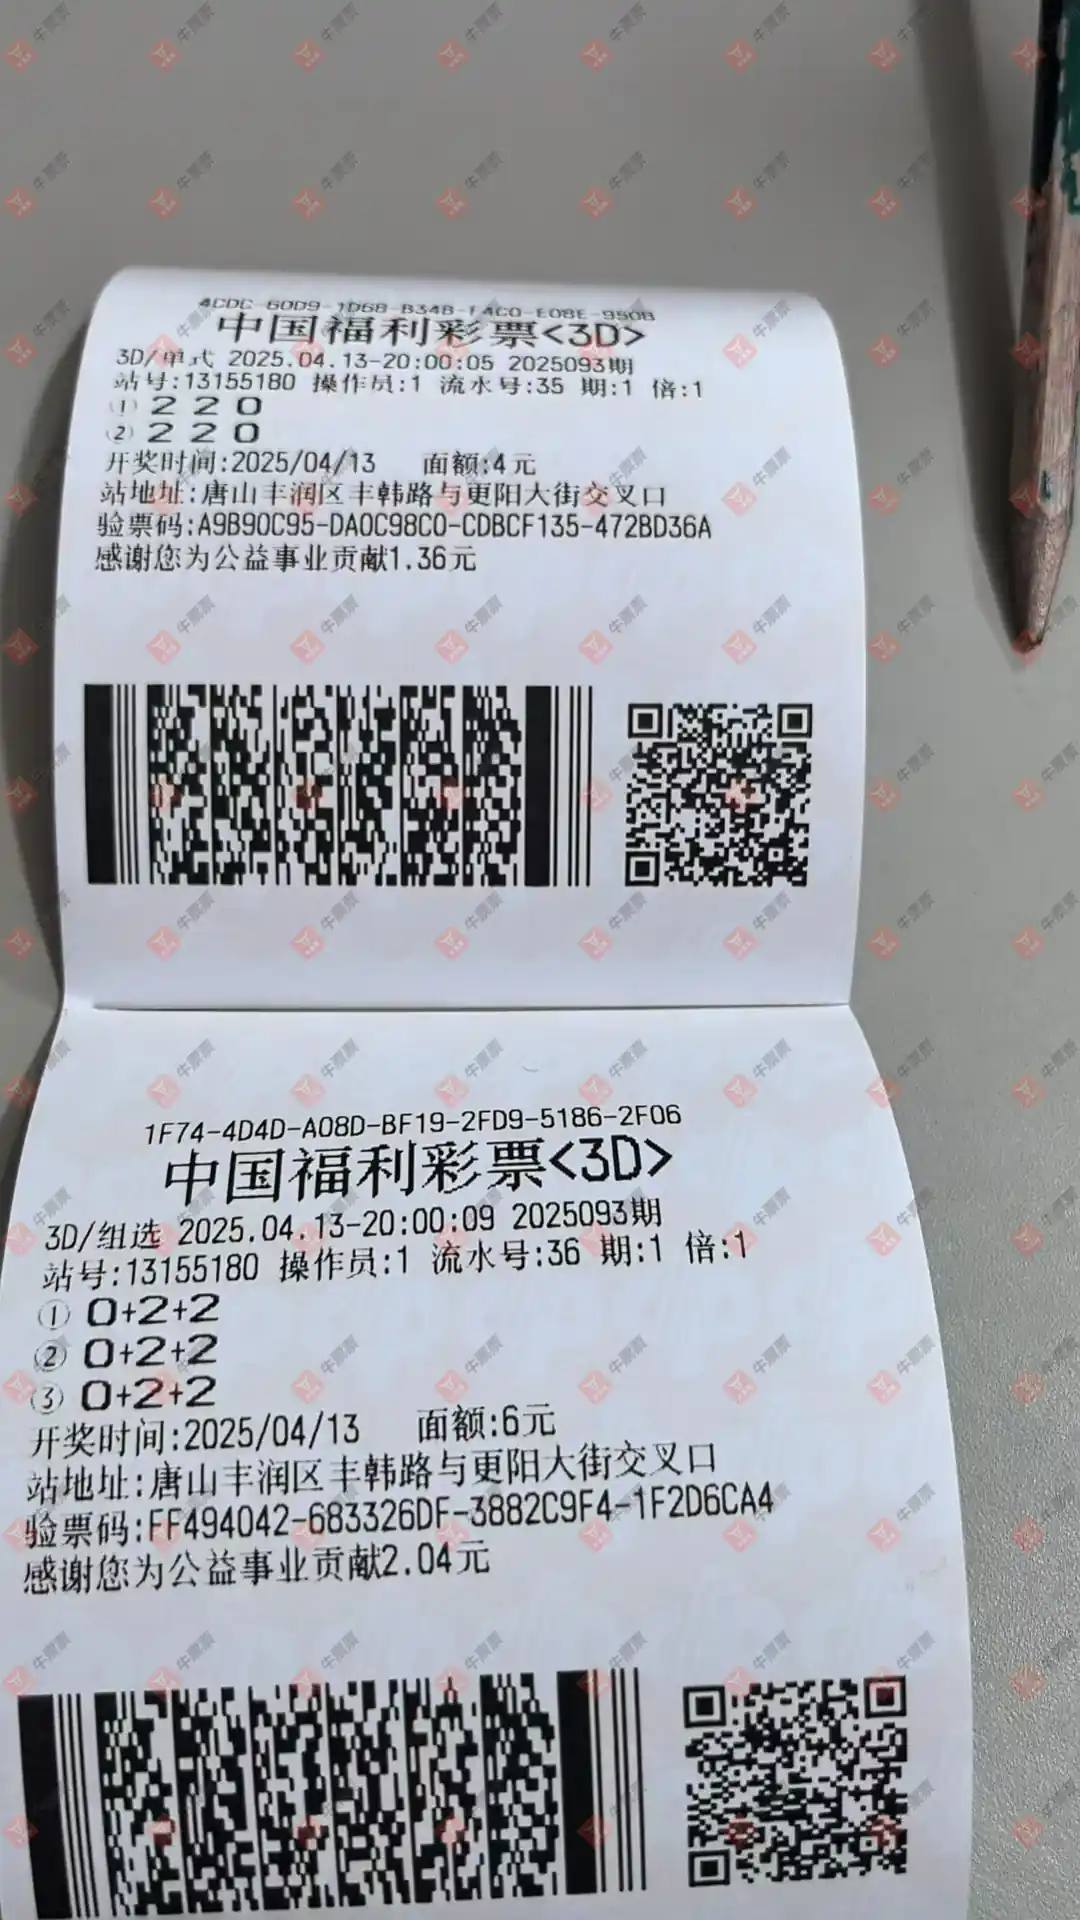 4CDC-60D9-1D6B-B34B-F4C0-E08E-950B
中国福利彩票<3D>
3D/单式 2025.04.13-20:00:05 2025093期
站号:13155180 操作员:1 流水号:35 期:1 倍:1
① 2 2 0
② 2 2 0
开奖时间:2025/04/13 面额:4元
站地址:唐山丰润区丰韩路与更阳大街交叉口
验票码:A9B90C95-DA0C98C0-CDBCF135-472BD36A
感谢您为公益事业贡献1.36元
1F74-4D4D-A08D-BF19-2FD9-5186-2F06
中国福利彩票<3D>
3D/组选 2025.04.13-20:00:09 2025093期
站号:13155180 操作员:1 流水号:36 期:1 倍:1
① 0+2+2
② 0+2+2
③ 0+2+2
开奖时间:2025/04/13 面额:6元
站地址:唐山丰润区丰韩路与更阳大街交叉口
验票码:FF494042-683326DF-3882C9F4-1F2D6CA4
感谢您为公益事业贡献2.04元
牛票票